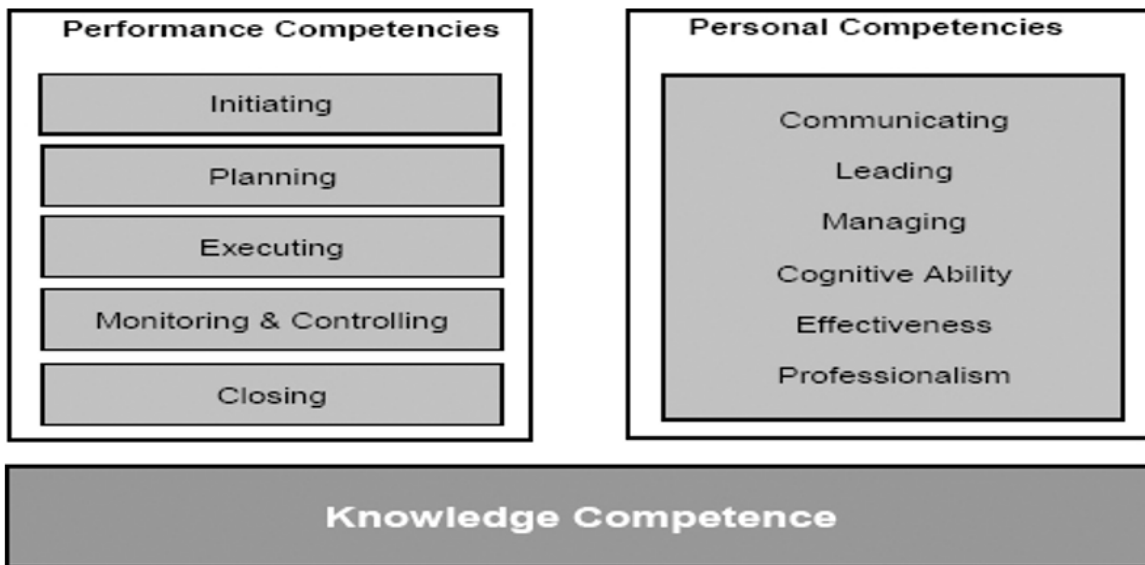 Performance Competencies
Initiating
Planning
Executing
Monitoring & Controlling
Closing
Personal Competencies
Communicating
Leading
Managing
Cognitive Ability
Effectiveness
Professionalism
Knowledge Competence